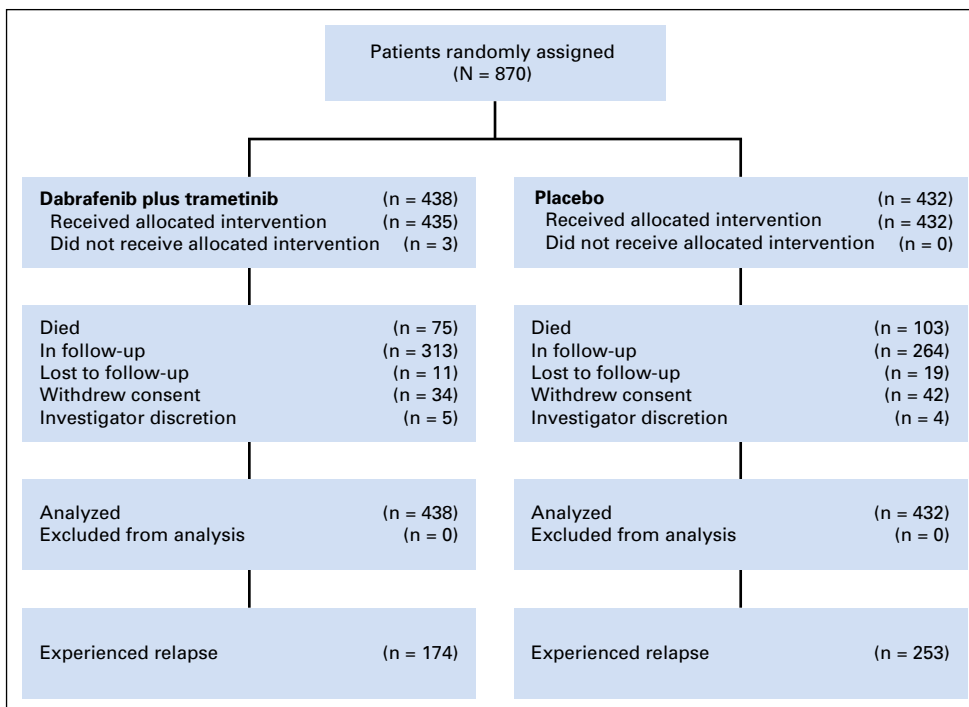 Patients randomly assigned
(N = 870)
Dabrafenib plus trametinib (n = 438)
Received allocated intervention (n = 435)
Did not receive allocated intervention (n = 3)
Placebo (n = 432)
Received allocated intervention (n = 432)
Did not receive allocated intervention (n = 0)
Died (n = 75)
In follow-up (n = 313)
Lost to follow-up (n = 11)
Withdrew consent (n = 34)
Investigator discretion (n = 5)
Died (n = 103)
In follow-up (n = 264)
Lost to follow-up (n = 19)
Withdrew consent (n = 42)
Investigator discretion (n = 4)
Analyzed (n = 438)
Excluded from analysis (n = 0)
Analyzed (n = 432)
Excluded from analysis (n = 0)
Experienced relapse (n = 174)
Experienced relapse (n = 253)